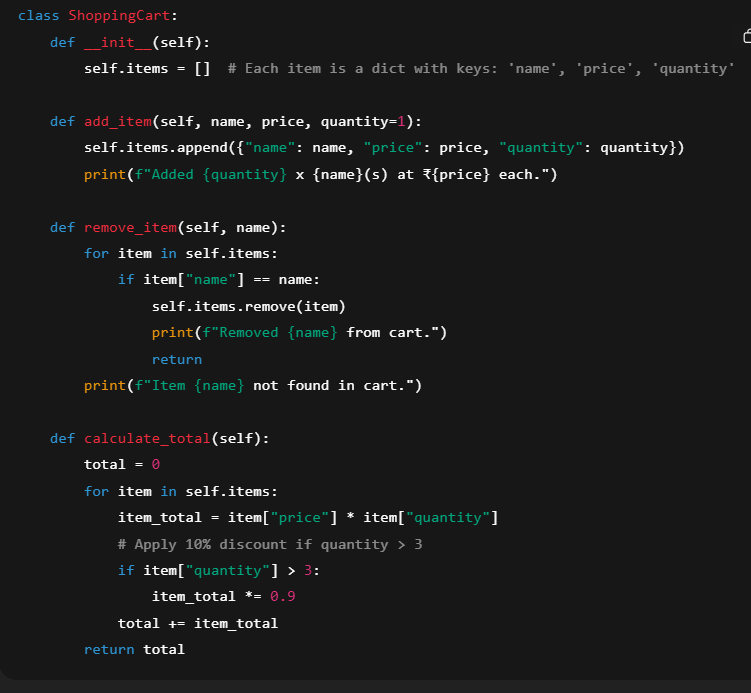 class ShoppingCart:
    def __init__(self):
        self.items = []  # Each item is a dict with keys: 'name', 'price', 'quantity'

    def add_item(self, name, price, quantity=1):
        self.items.append({"name": name, "price": price, "quantity": quantity})
        print(f"Added {quantity} x {name}(s) at ₹{price} each.")

    def remove_item(self, name):
        for item in self.items:
            if item["name"] == name:
                self.items.remove(item)
                print(f"Removed {name} from cart.")
                return
        print(f"Item {name} not found in cart.")

    def calculate_total(self):
        total = 0
        for item in self.items:
            item_total = item["price"] * item["quantity"]
            # Apply 10% discount if quantity > 3
            if item["quantity"] > 3:
                item_total *= 0.9
            total += item_total
        return total